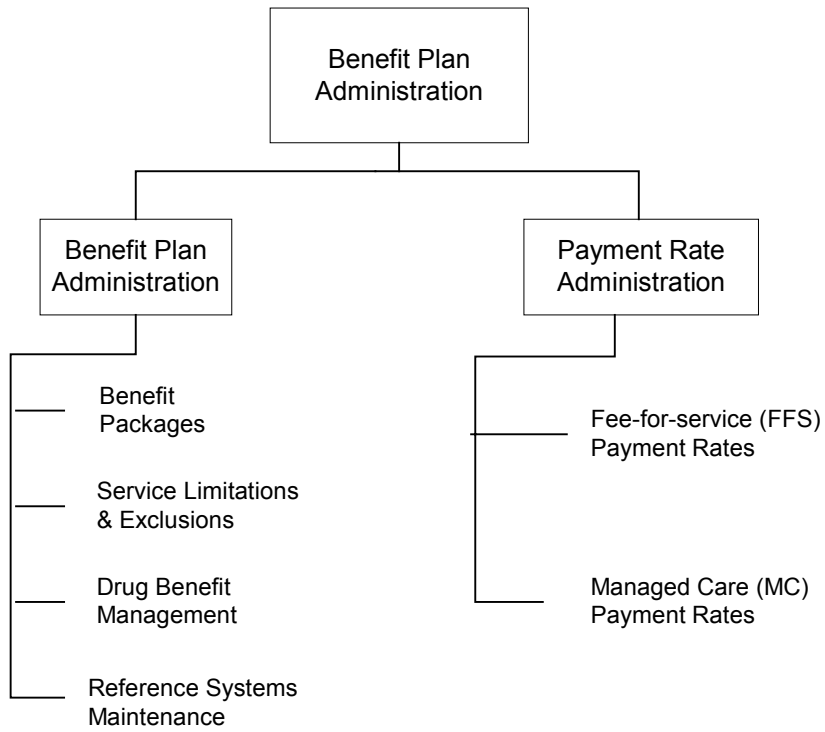 Benefit Plan
Administration
Benefit Plan
Administration
Payment Rate
Administration
Benefit
Packages
Service Limitations
& Exclusions
Drug Benefit
Management
Reference Systems
Maintenance
Fee-for-service (FFS)
Payment Rates
Managed Care (MC)
Payment Rates